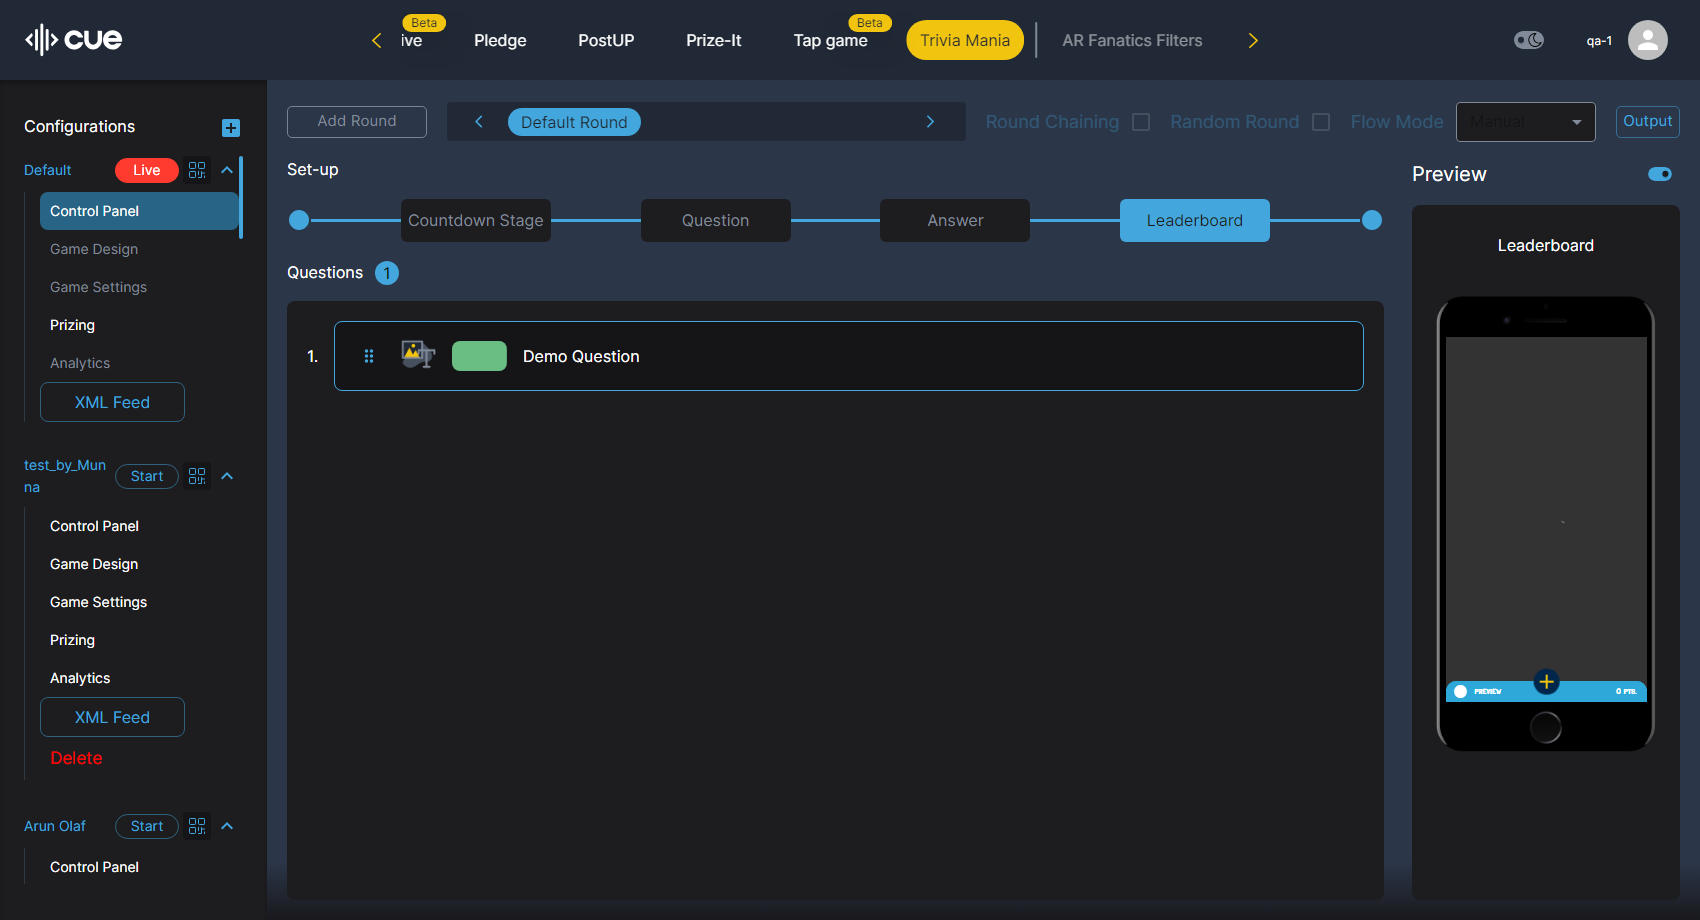 cue
Beta
ive
Pledge
PostUP
Prize-It
Tap game
Beta
Trivia Mania
AR Fanatics Filters
qa-1
Configurations
Default
Live
Control Panel
Game Design
Game Settings
Prizing
Analytics
XML Feed
test_by_Mun
na
Start
Control Panel
Game Design
Game Settings
Prizing
Analytics
XML Feed
Delete
Arun Olaf
Start
Control Panel
Add Round
Default Round
Round Chaining
Random Round
Flow Mode
Manual
Output
Set-up
Countdown Stage
Question
Answer
Leaderboard
Questions 1
1.
Demo Question
Preview
Leaderboard
PREVIEW
0 PTS.